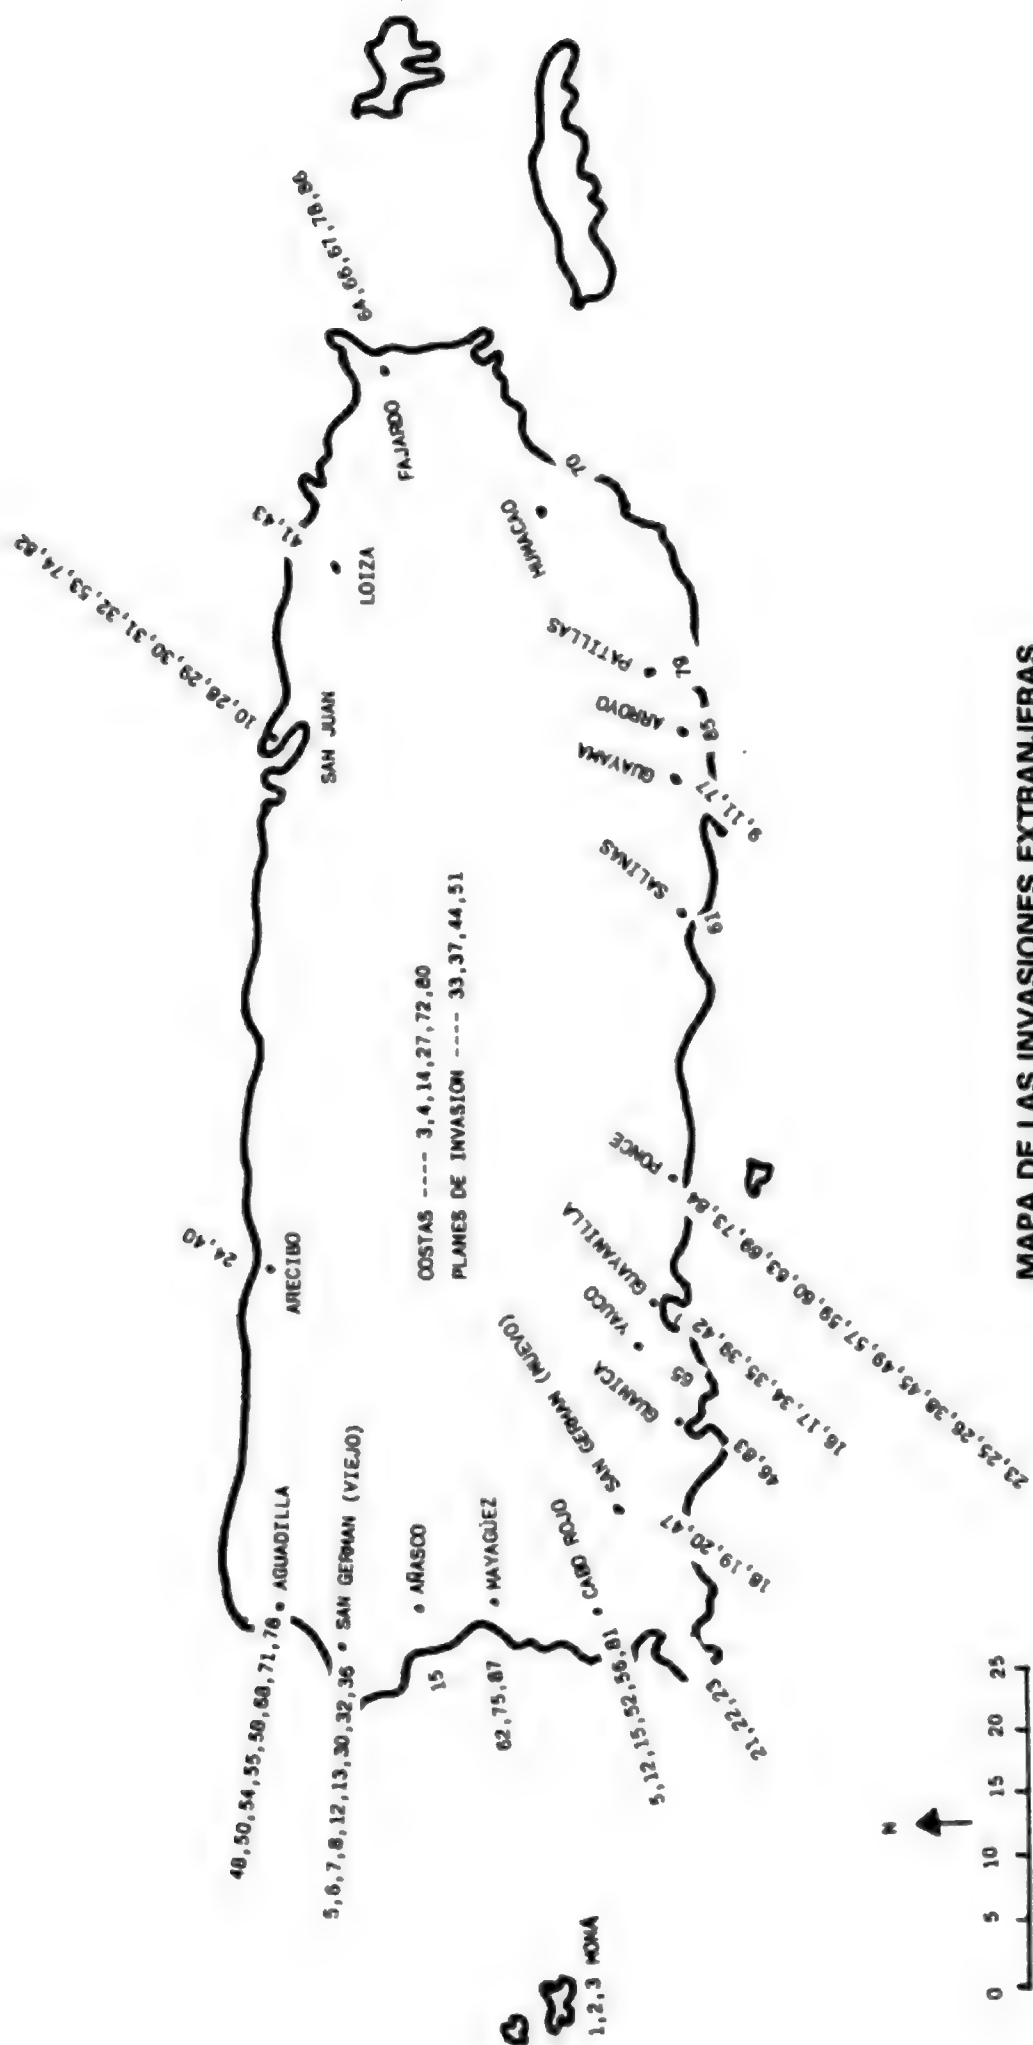 10,28,29,30,31,32,53,74,82
24,40
41,43
64,66,67,76,86
48,50,54,55,58,68,71,78
AGUADILLA
ARECIBO
SAN JUAN
LOIZA
FAJARDO
5,6,7,8,12,13,30,32,36
SAN GERMAN (VIEJO)
15
AÑASCO
COSTAS ---- 3,4,14,27,72,80
PLANES DE INVASION ---- 33,37,44,51
62,75,87
MAYAGÜEZ
HUMACAO
70
1,2,3 MONA
5,12,15,52,56,81
CABO ROJO
SAN GERMAN (NUEVO)
GUANICA
YAUCO
GUAYANILLA
PONCE
SALINAS
GUAYAMA
ARROYO
PATILLAS
21,22,23
18,19,20,47
46,83
65
16,17,34,35,39,42
23,25,26,38,45,49,57,59,60,63,69,73,84
61
9,11,77
85
79
N
0 5 10 15 20 25
MAPA DE LAS INVASIONES EXTRANJERAS